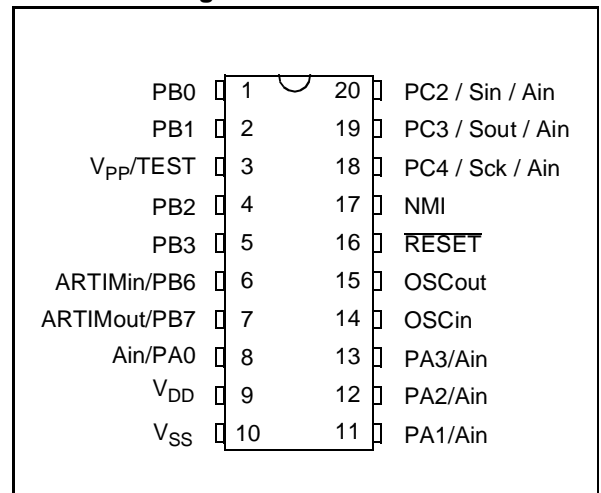 PB0 1 20 PC2 / Sin / Ain
PB1 2 19 PC3 / Sout / Ain
VPP/TEST 3 18 PC4 / Sck / Ain
PB2 4 17 NMI
PB3 5 16 RESET
ARTIMin/PB6 6 15 OSCout
ARTIMout/PB7 7 14 OSCin
Ain/PA0 8 13 PA3/Ain
VDD 9 12 PA2/Ain
VSS 10 11 PA1/Ain